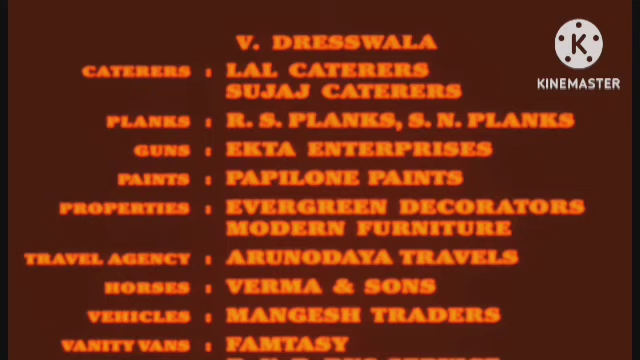 V. DRESSWALA
CATERERS : LAL CATERERS
SUJAJ CATERERS
PLANKS : R. S. PLANKS, S. N. PLANKS
GUNS : EKTA ENTERPRISES
PAINTS : PAPILONE PAINTS
PROPERTIES : EVERGREEN DECORATORS
MODERN FURNITURE
TRAVEL AGENCY : ARUNODAYA TRAVELS
HORSES : VERMA & SONS
VEHICLES : MANGESH TRADERS
VANITY VANS : FAMTASY
K
KINEMASTER